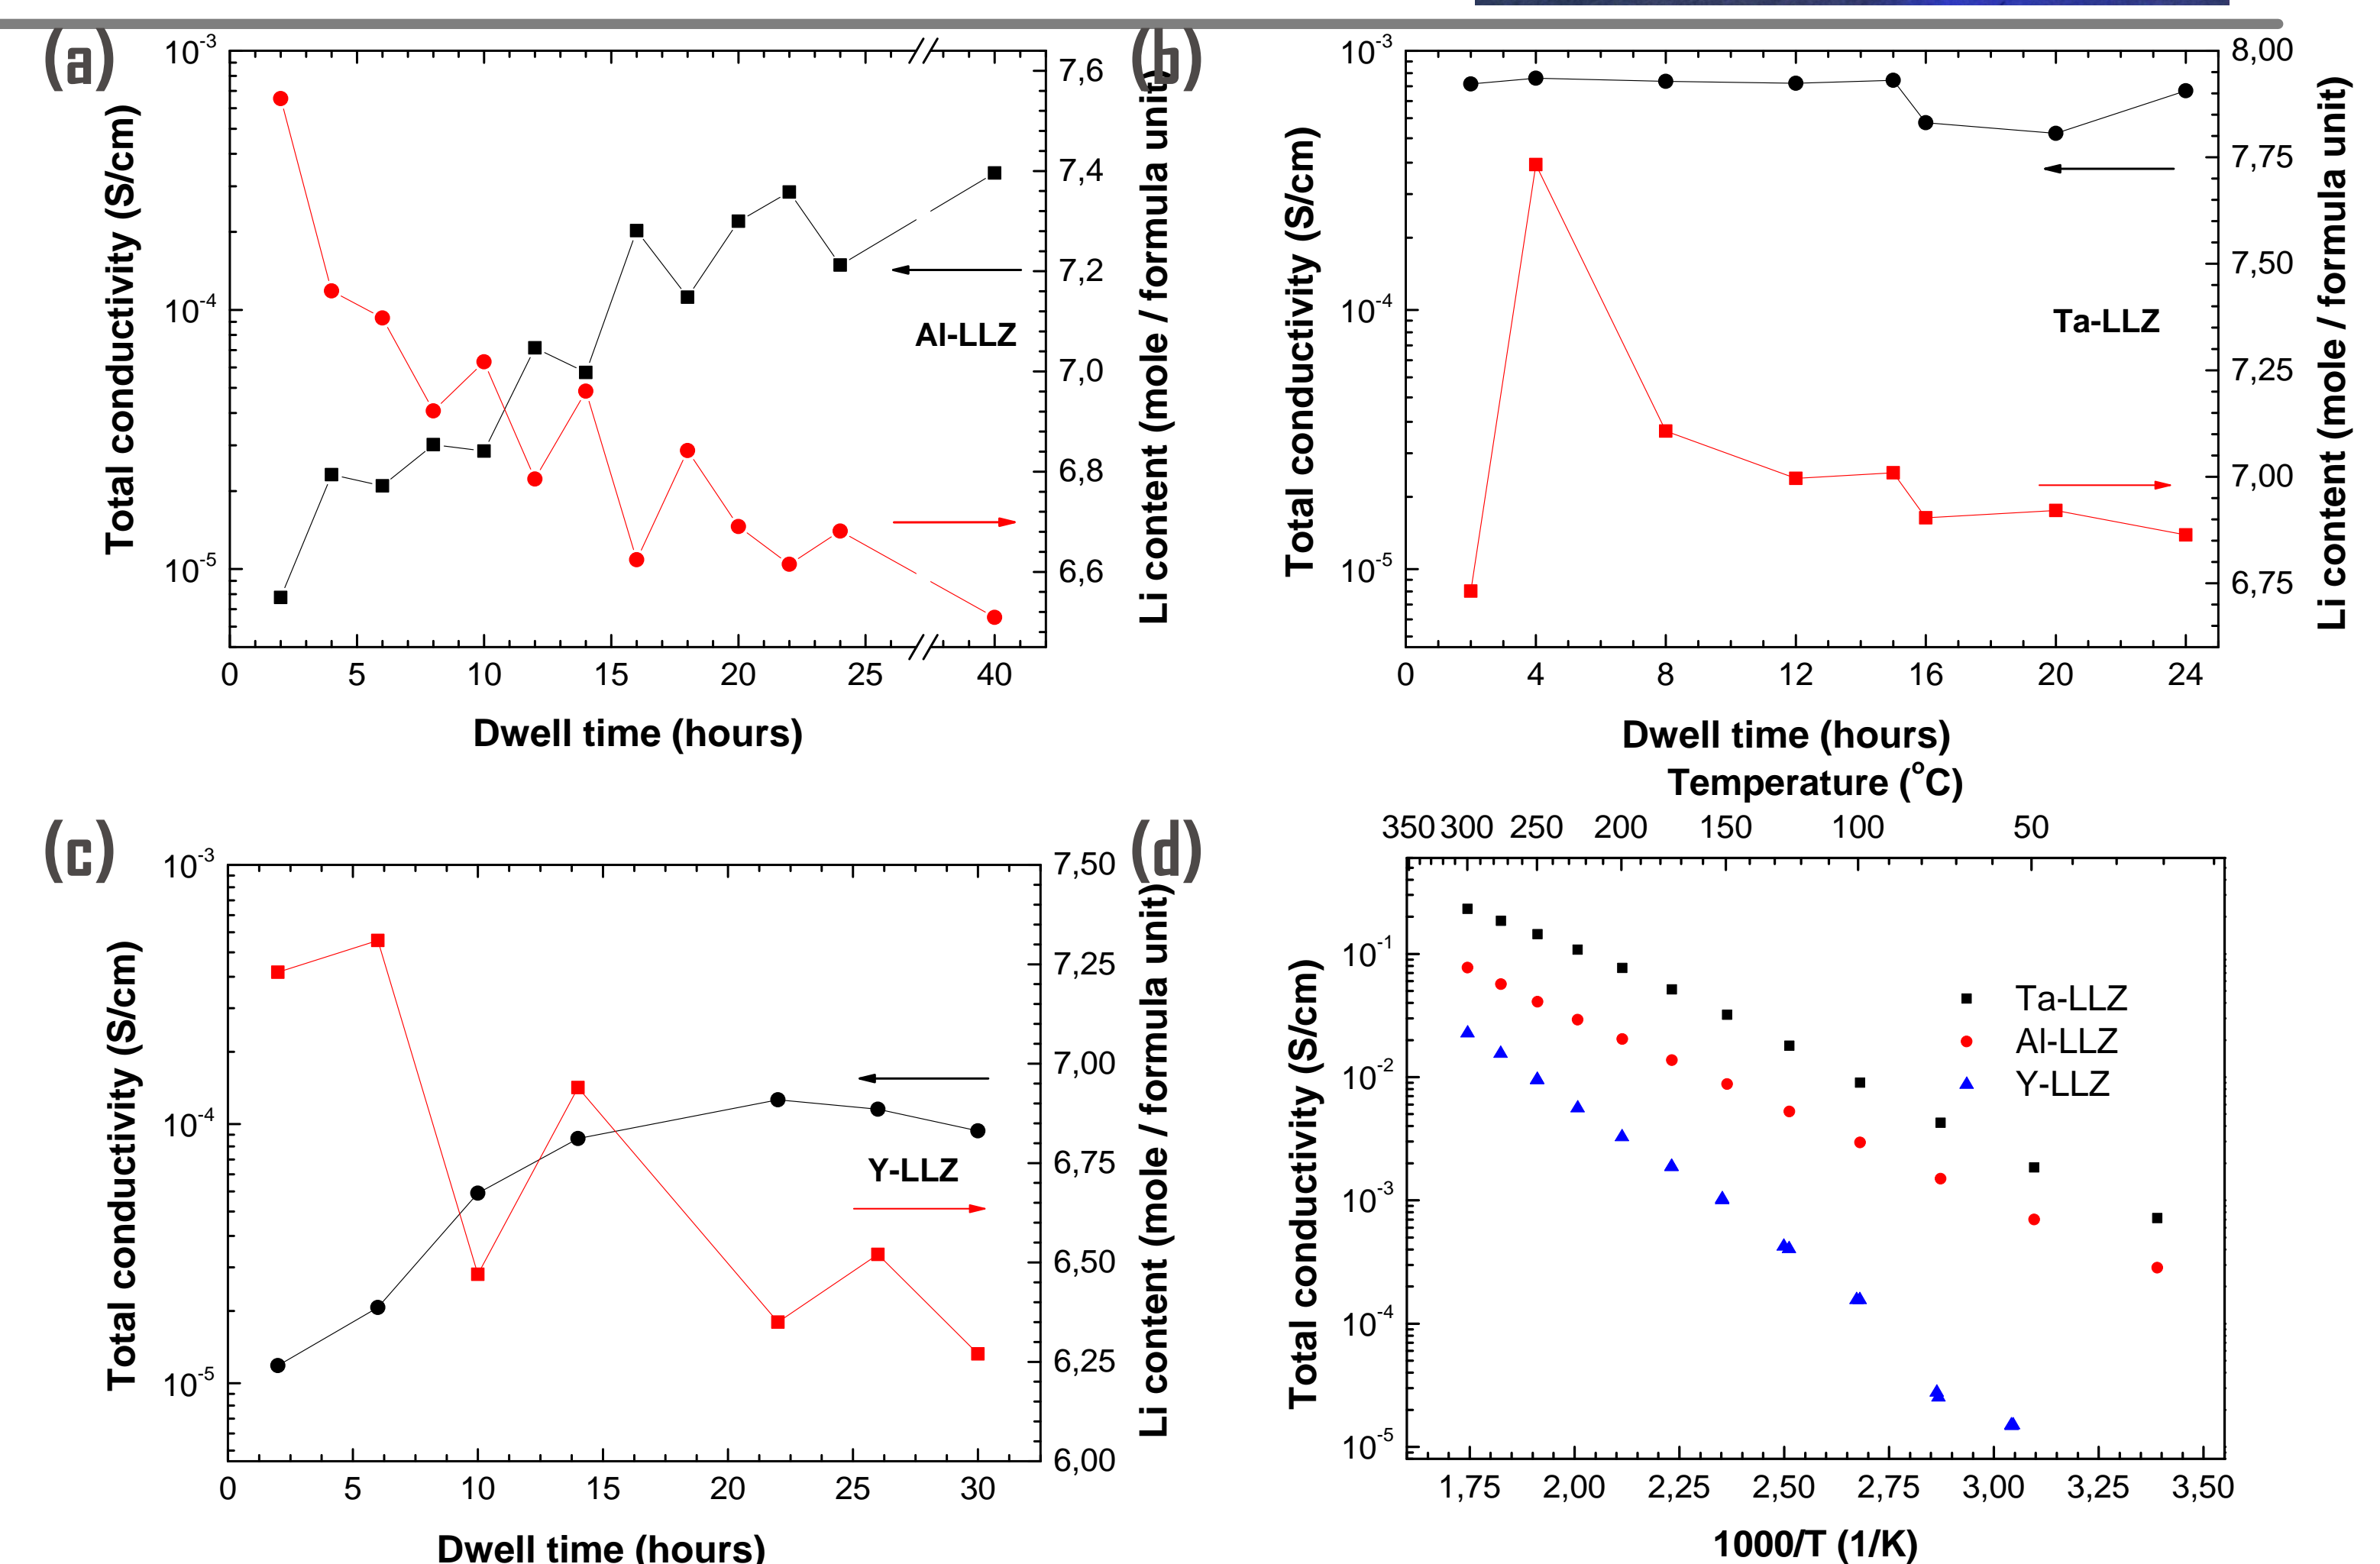 (a)
10-3
10-4
10-5
Total conductivity (S/cm)
7,6
7,4
7,2
7,0
6,8
6,6
Li content (mole / formula unit)
Al-LLZ
0 5 10 15 20 25 40
Dwell time (hours)
(b)
10-3
10-4
10-5
Total conductivity (S/cm)
8,00
7,75
7,50
7,25
7,00
6,75
Li content (mole / formula unit)
Ta-LLZ
0 4 8 12 16 20 24
Dwell time (hours)
(c)
10-3
10-4
10-5
Total conductivity (S/cm)
7,50
7,25
7,00
6,75
6,50
6,25
6,00
Li content (mole / formula unit)
Y-LLZ
0 5 10 15 20 25 30
Dwell time (hours)
(d)
Temperature (oC)
350 300 250 200 150 100 50
10-1
10-2
10-3
10-4
10-5
Total conductivity (S/cm)
Ta-LLZ
Al-LLZ
Y-LLZ
1,75 2,00 2,25 2,50 2,75 3,00 3,25 3,50
1000/T (1/K)